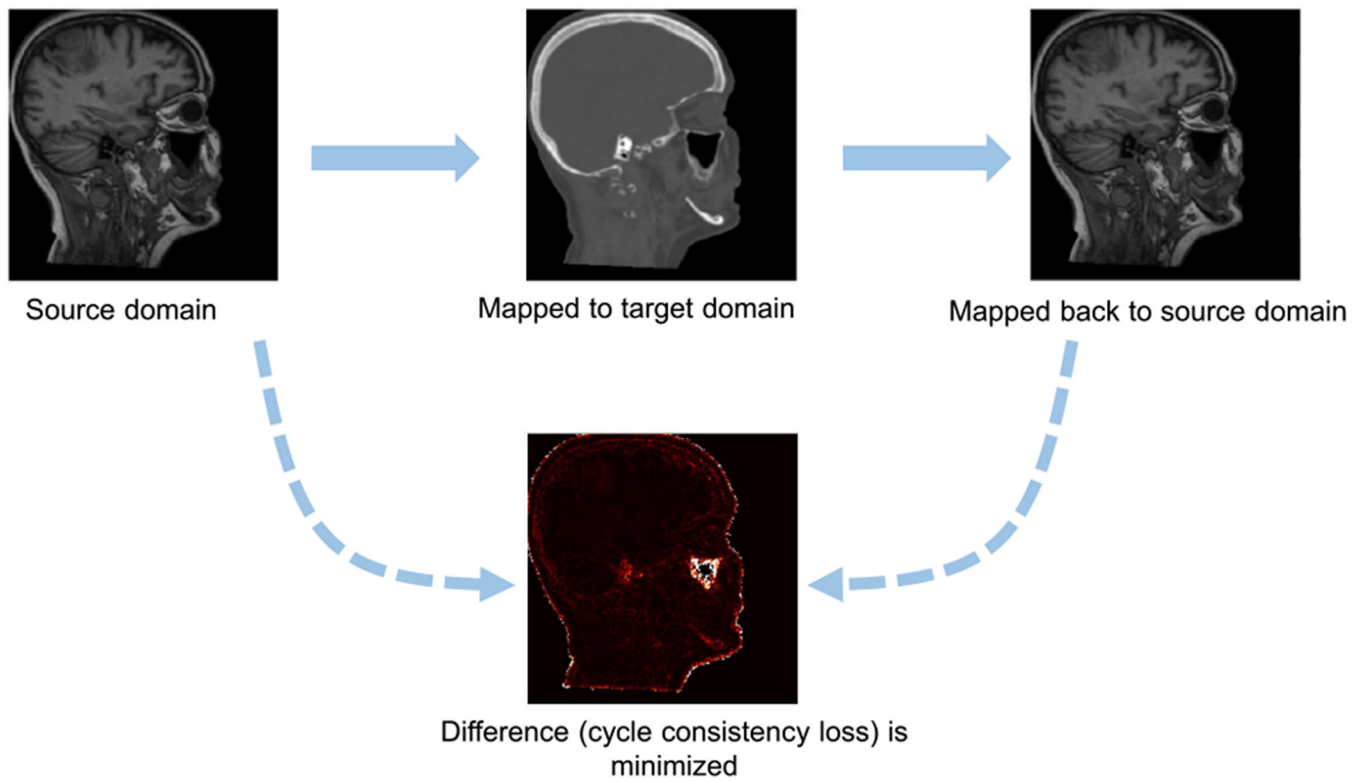 Source domain
Mapped to target domain
Mapped back to source domain
Difference (cycle consistency loss) is
minimized